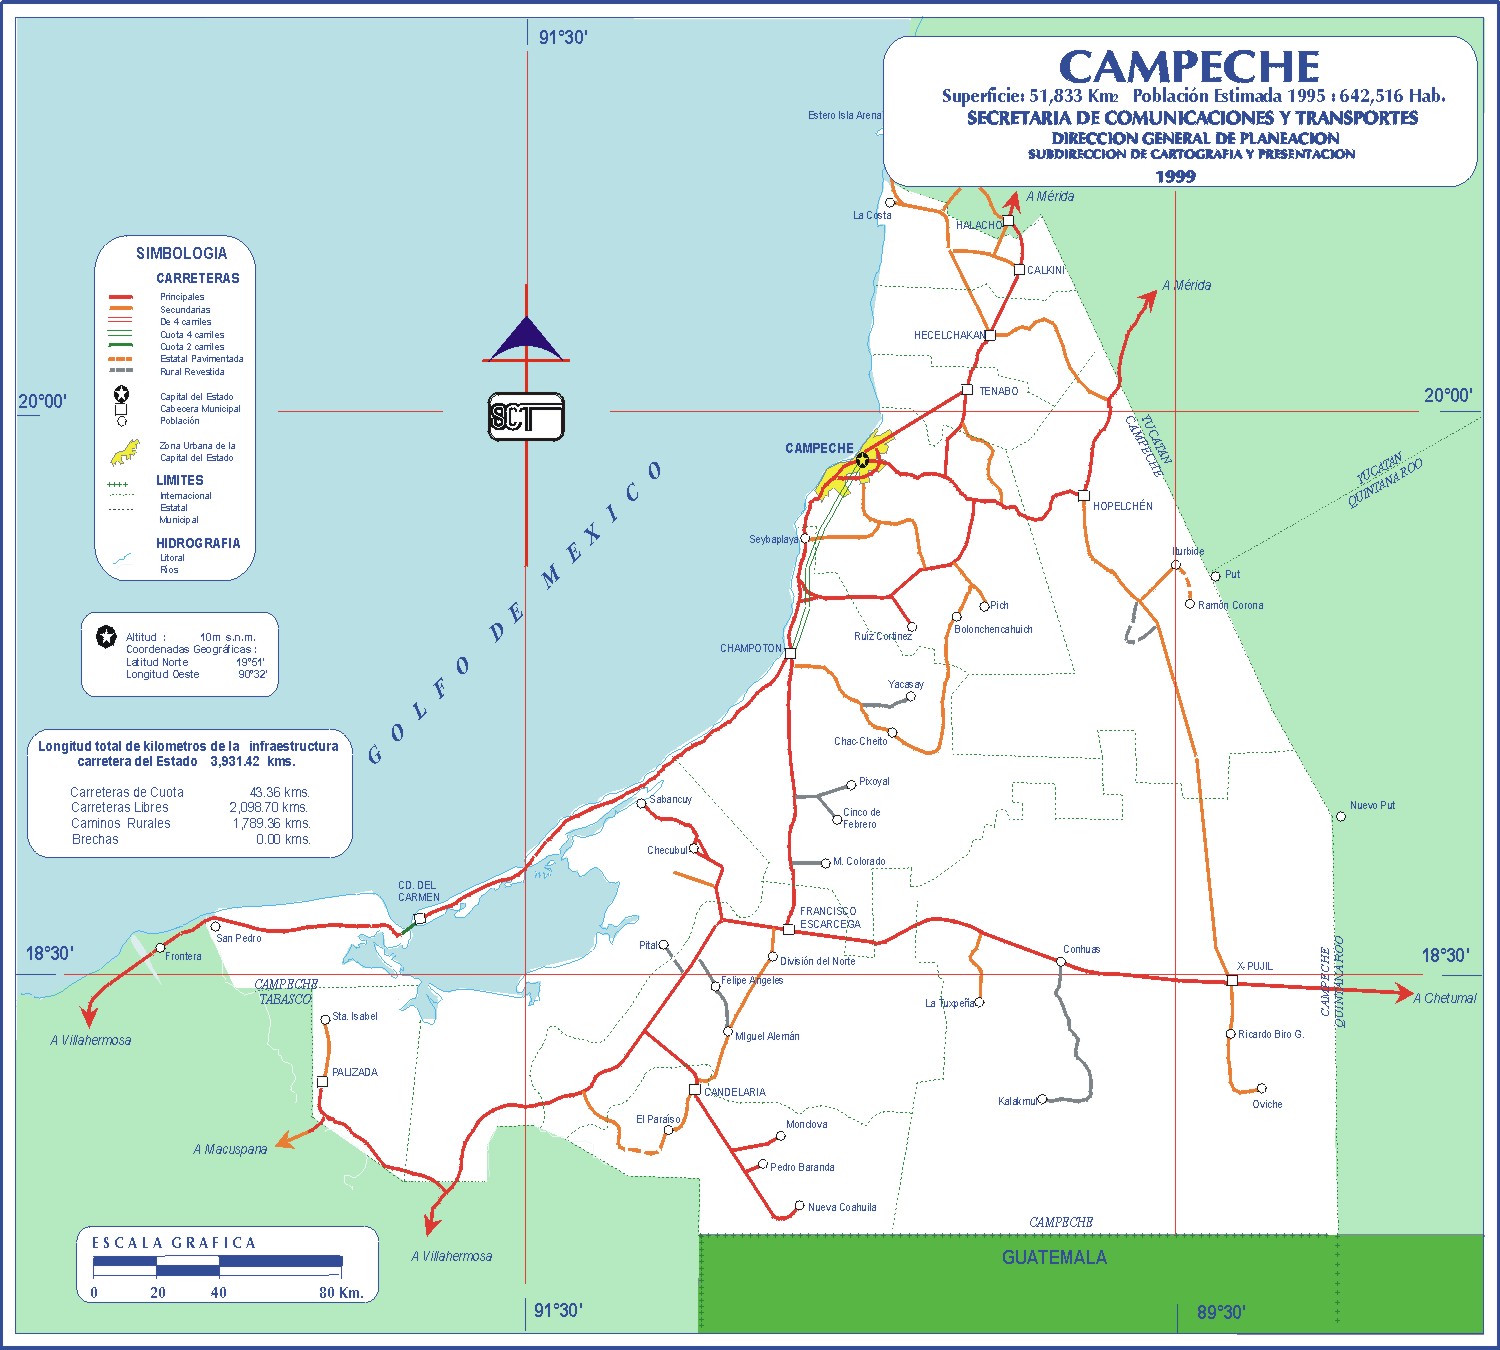 91°30'
CAMPECHE
Superficie: 51,833 Km2 Población Estimada 1995 : 642,516 Hab.
SECRETARIA DE COMUNICACIONES Y TRANSPORTES
DIRECCION GENERAL DE PLANEACION
SUBDIRECCION DE CARTOGRAFIA Y PRESENTACION
1999
Estero Isla Arena
A Mérida
La Costa
HALACHO
CALKINI
A Mérida
HECELCHAKAN
TENABO
SIMBOLOGIA
CARRETERAS
Principales
Secundarias
De 4 carriles
Cuota 4 carriles
Cuota 2 carriles
Estatal Pavimentada
Rural Revestida
Capital del Estado
Cabecera Municipal
Población
Zona Urbana de la
Capital del Estado
LIMITES
Internacional
Estatal
Municipal
HIDROGRAFIA
Litoral
Ríos
20°00'
20°00'
SCT
CAMPECHE
YUCATAN
CAMPECHE
YUCATAN
QUINTANA ROO
GOLFO DE MEXICO
HOPELCHÉN
Seybaplaya
Iturbide
Put
Ramón Corona
Pich
Bolonchencahuich
Ruiz Cortinez
CHAMPOTON
Altitud : 10m s.n.m.
Coordenadas Geográficas :
Latitud Norte 19°51'
Longitud Oeste 90°32'
Yacasay
Chac-Cheito
Longitud total de kilometros de la infraestructura
carretera del Estado 3,931.42 kms.
Carreteras de Cuota 43.36 kms.
Carreteras Libres 2,098.70 kms.
Caminos Rurales 1,789.36 kms.
Brechas 0.00 kms.
Pixoyal
Sabancuy
Cinco de
Febrero
Nuevo Put
Checubul
M. Colorado
CD. DEL
CARMEN
FRANCISCO
ESCARCEGA
San Pedro
Frontera
18°30'
18°30'
Pital
División del Norte
Conhuas
X-PUJIL
Felipe Angeles
CAMPECHE
TABASCO
La Tuxpeña
CAMPECHE
QUINTANA ROO
A Chetumal
Sta. Isabel
A Villahermosa
MIguel Alemán
Ricardo Biro G.
PALIZADA
CANDELARIA
Kalakmul
Oviche
El Paraíso
Monclova
A Macuspana
Pedro Baranda
Nueva Coahuila
CAMPECHE
A Villahermosa
GUATEMALA
ESCALA GRAFICA
0 20 40 80 Km.
91°30'
89°30'